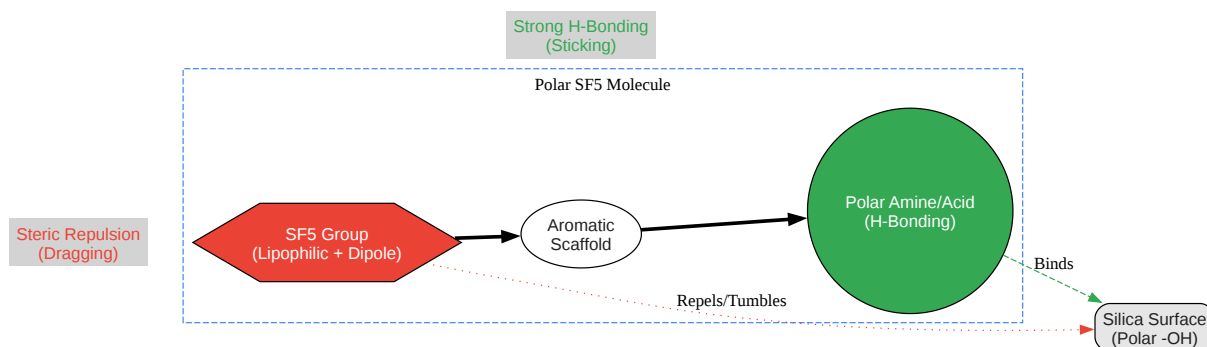 Strong H-Bonding
(Sticking)
Polar SF5 Molecule
Steric Repulsion
(Dragging)
SF5 Group
(Lipophilic + Dipole)
Aromatic
Scaffold
Polar Amine/Acid
(H-Bonding)
Binds
Repels/Tumbles
Silica Surface
(Polar -OH)